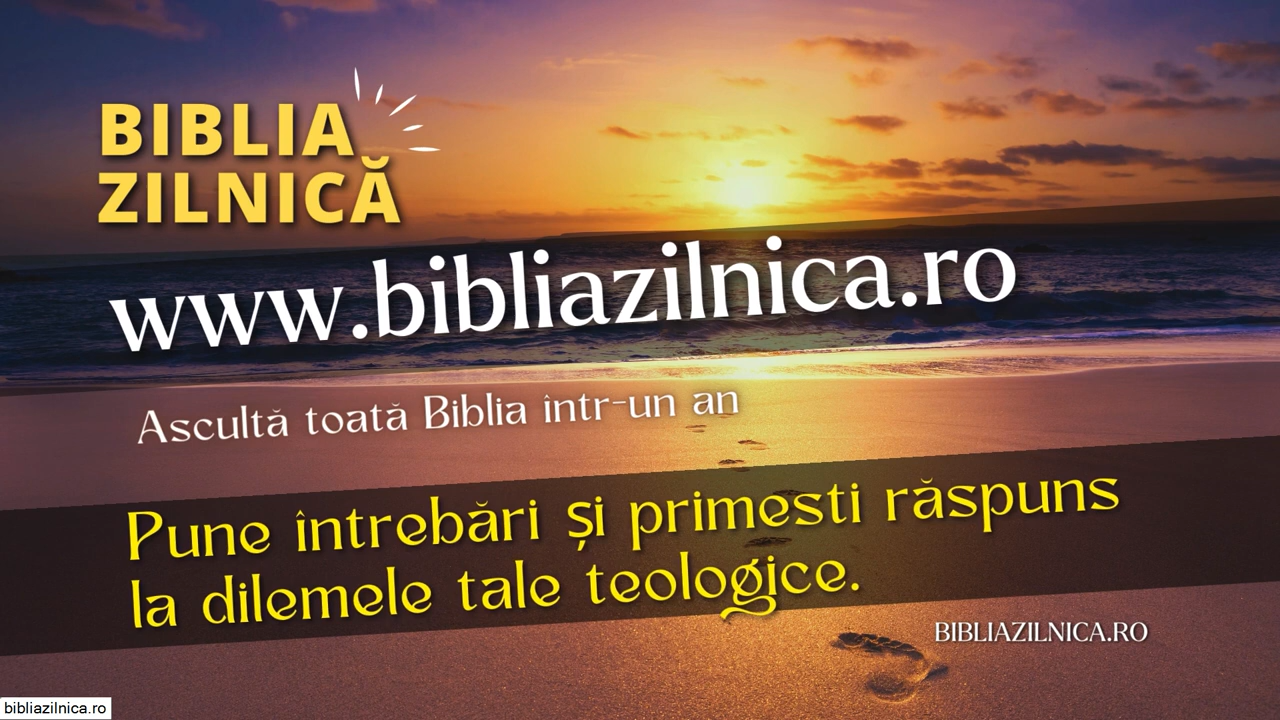 BIBLIA
ZILNICĂ
www.bibliazilnica.ro
Ascultă toată Biblia într-un an
Pune întrebări și primesti răspuns
la dilemele tale teologice.
BIBLIAZILNICA.RO
bibliazilnica.ro